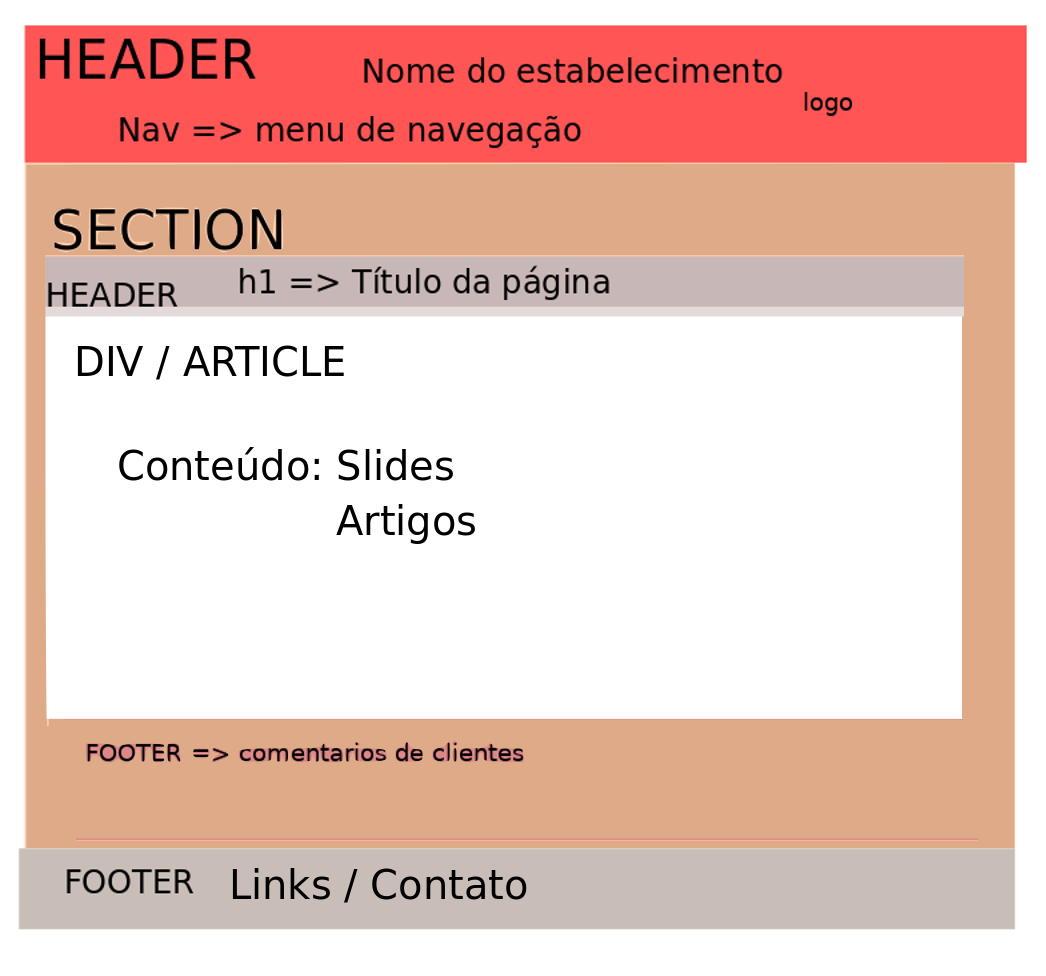 HEADER
Nome do estabelecimento
logo
Nav => menu de navegação
SECTION
HEADER
h1 => Título da página
DIV / ARTICLE
Conteúdo: Slides
Artigos
FOOTER => comentarios de clientes
FOOTER
Links / Contato